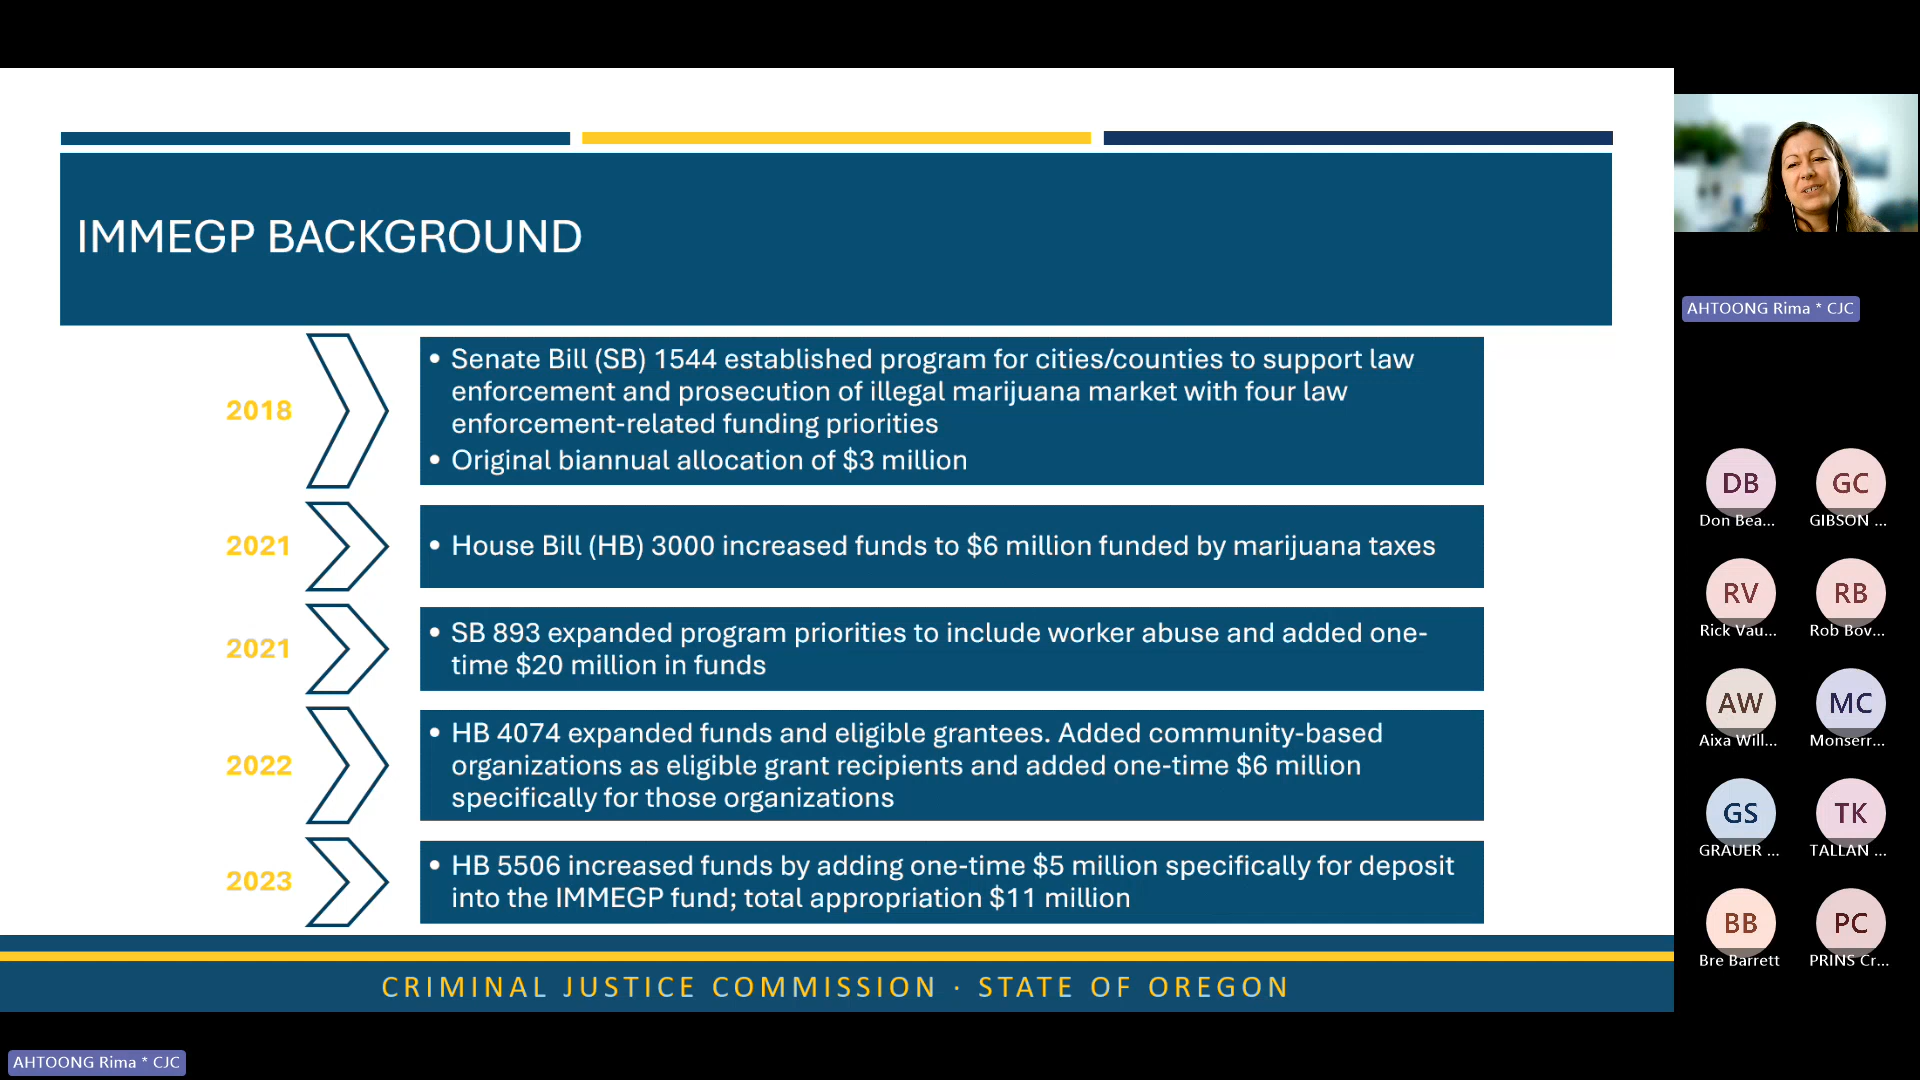 IMMEGP BACKGROUND
2018
• Senate Bill (SB) 1544 established program for cities/counties to support law
enforcement and prosecution of illegal marijuana market with four law
enforcement-related funding priorities
• Original biannual allocation of $3 million
2021
• House Bill (HB) 3000 increased funds to $6 million funded by marijuana taxes
2021
• SB 893 expanded program priorities to include worker abuse and added one-
time $20 million in funds
2022
• HB 4074 expanded funds and eligible grantees. Added community-based
organizations as eligible grant recipients and added one-time $6 million
specifically for those organizations
2023
• HB 5506 increased funds by adding one-time $5 million specifically for deposit
into the IMMEGP fund; total appropriation $11 million
CRIMINAL JUSTICE COMMISSION · STATE OF OREGON
AHTOONG Rima * CJC
AHTOONG Rima * CJC
DB
Don Bea...
GC
GIBSON ...
RV
Rick Vau...
RB
Rob Bov...
AW
Aixa Will...
MC
Monserr...
GS
GRAUER ...
TK
TALLAN ...
BB
Bre Barrett
PC
PRINS Cr...